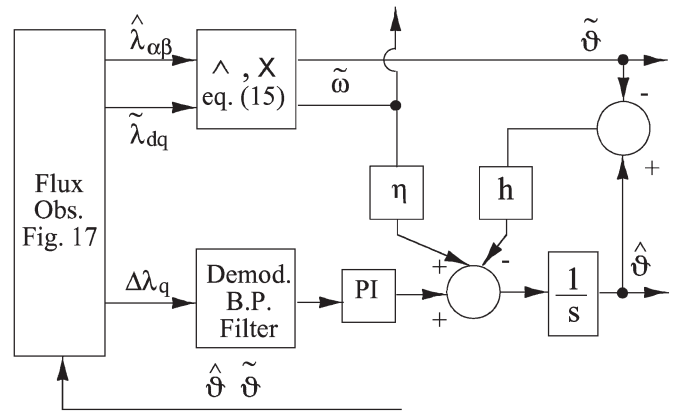 λ̂αβ
λ̃dq
^ , X
eq. (15)
ω̃
ϑ̃
-
+
Flux
Obs.
Fig. 17
η
h
Δλq
Demod.
B.P.
Filter
PI
+
-
+
1
s
ϑ̂
ϑ̂ ϑ̃